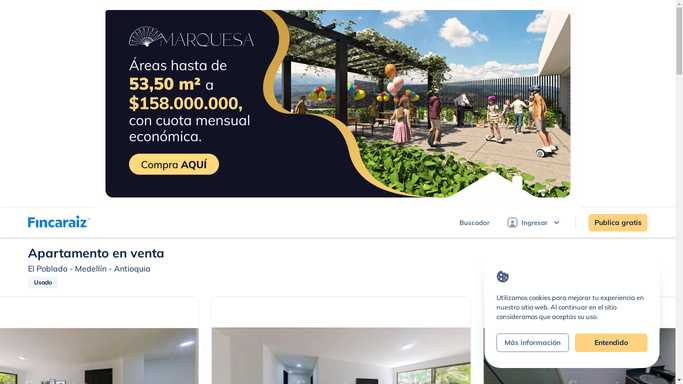 MARQUESA
Áreas hasta de
53,50 m² a
$158.000.000,
con cuota mensual
económica.
Compra AQUÍ
Fincaraiz
Buscador
Ingresar
Publica gratis
Apartamento en venta
El Poblado - Medellín - Antioquia
Usado
Utilizamos cookies para mejorar tu experiencia en
nuestro sitio web. Al continuar en el sitio
consideramos que aceptas su uso.
Más información
Entendido